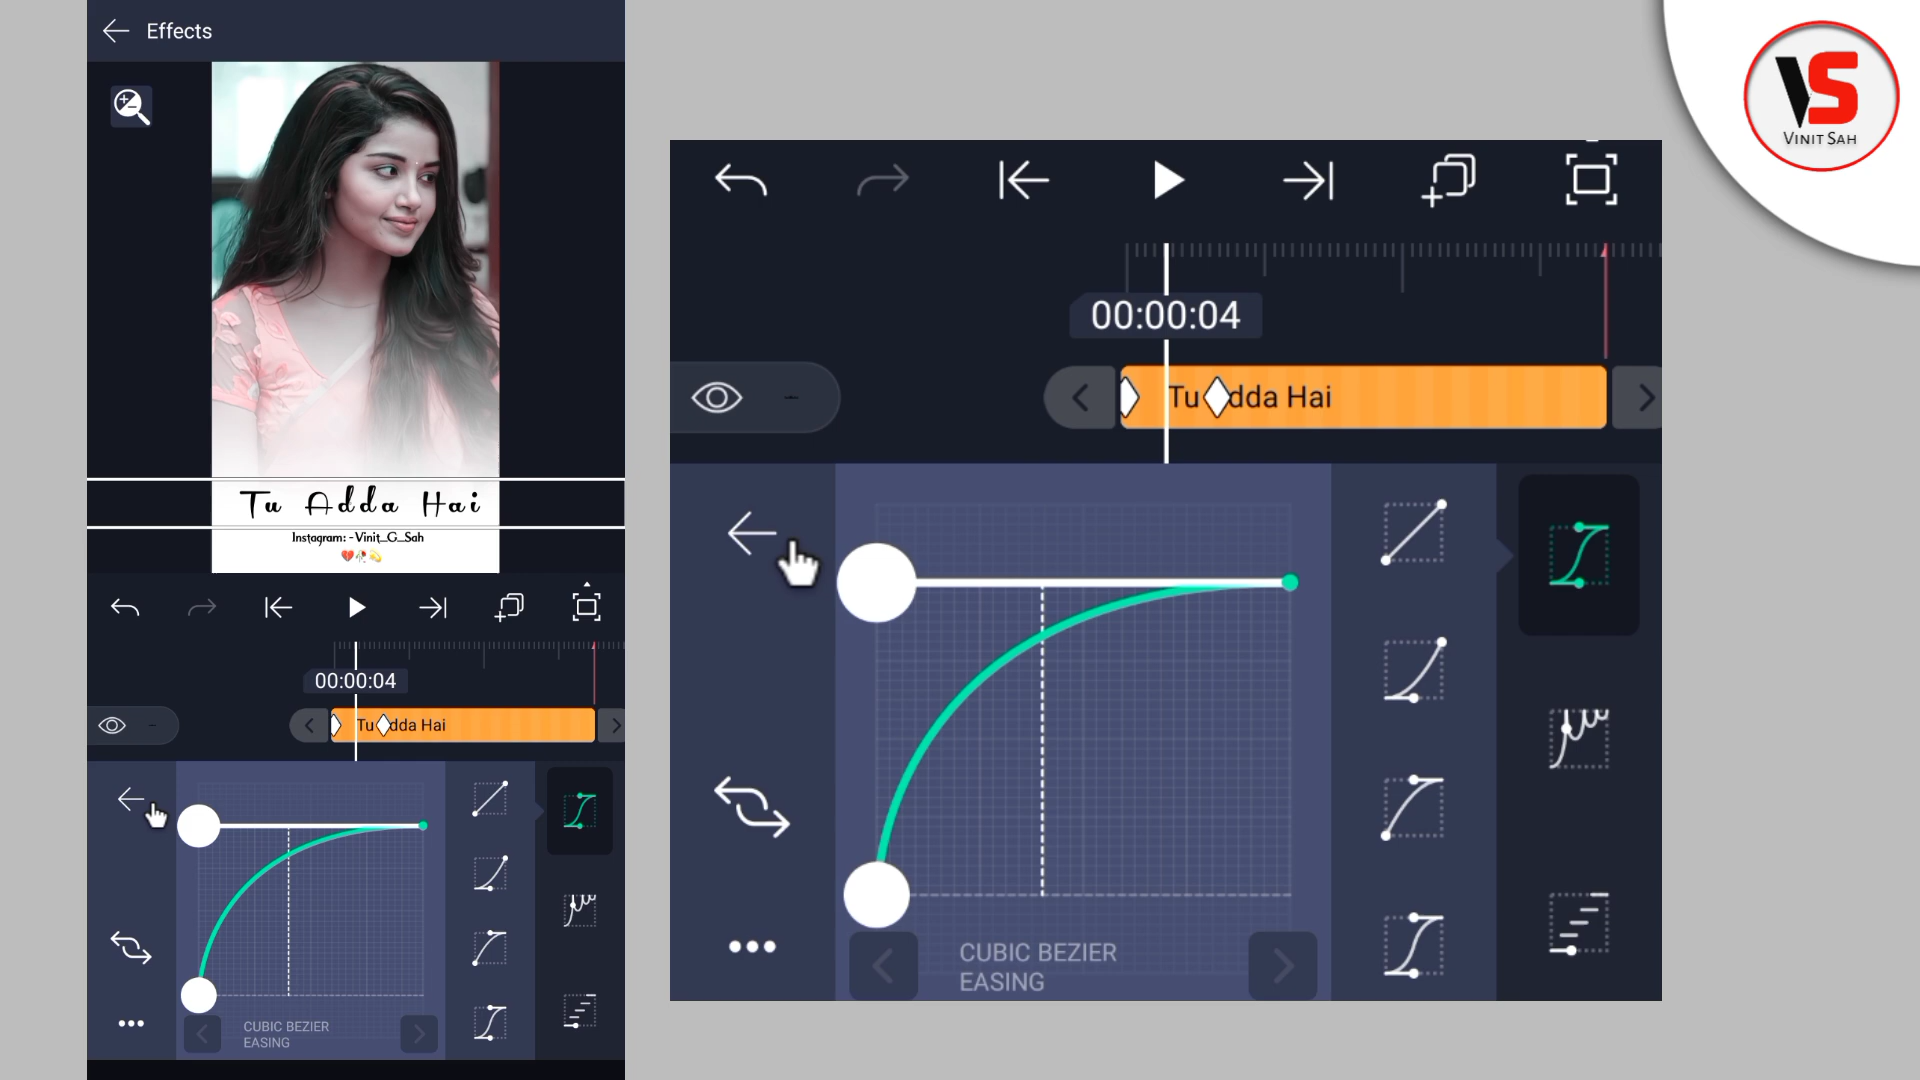 Effects
Tu Adda Hai
Instagram: -Vinit_G_Sah
00:00:04
Tu dda Hai
CUBIC BEZIER
EASING
00:00:04
Tu dda Hai
CUBIC BEZIER
EASING
VS
VINIT SAH